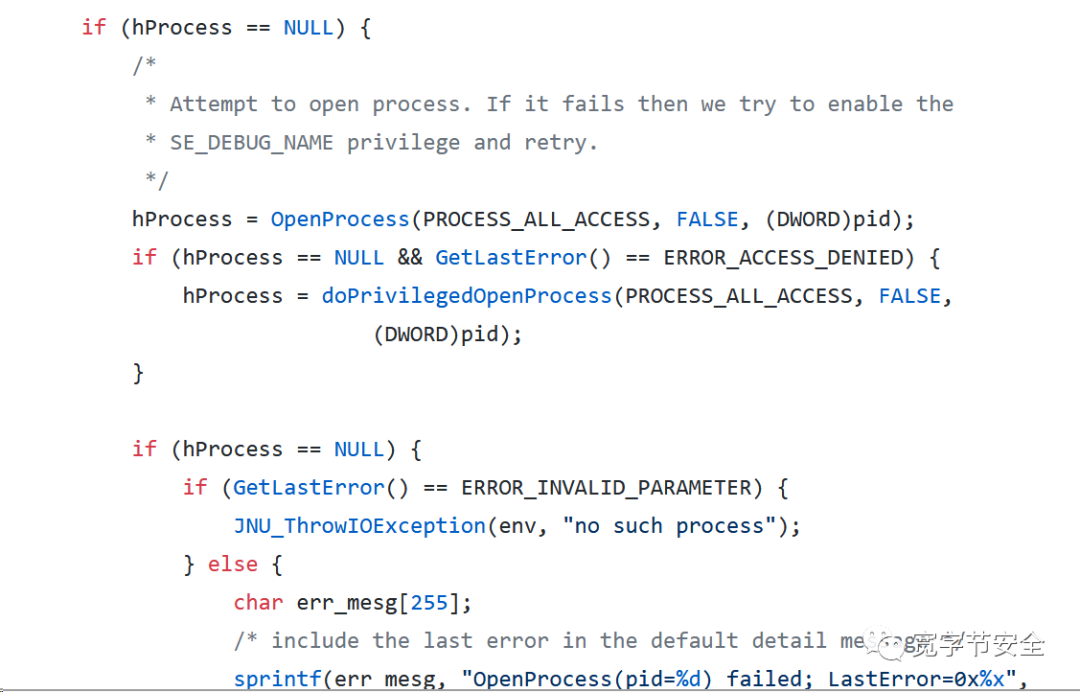 if (hProcess == NULL) {
/*
* Attempt to open process. If it fails then we try to enable the
* SE_DEBUG_NAME privilege and retry.
*/
hProcess = OpenProcess(PROCESS_ALL_ACCESS, FALSE, (DWORD)pid);
if (hProcess == NULL && GetLastError() == ERROR_ACCESS_DENIED) {
hProcess = doPrivilegedOpenProcess(PROCESS_ALL_ACCESS, FALSE,
(DWORD)pid);
}
if (hProcess == NULL) {
if (GetLastError() == ERROR_INVALID_PARAMETER) {
JNU_ThrowIOException(env, "no such process");
} else {
char err_mesg[255];
/* include the last error in the default detail message */
宽字节安全
sprintf(err_mesg, "OpenProcess(pid=%d) failed; LastError=0x%x",